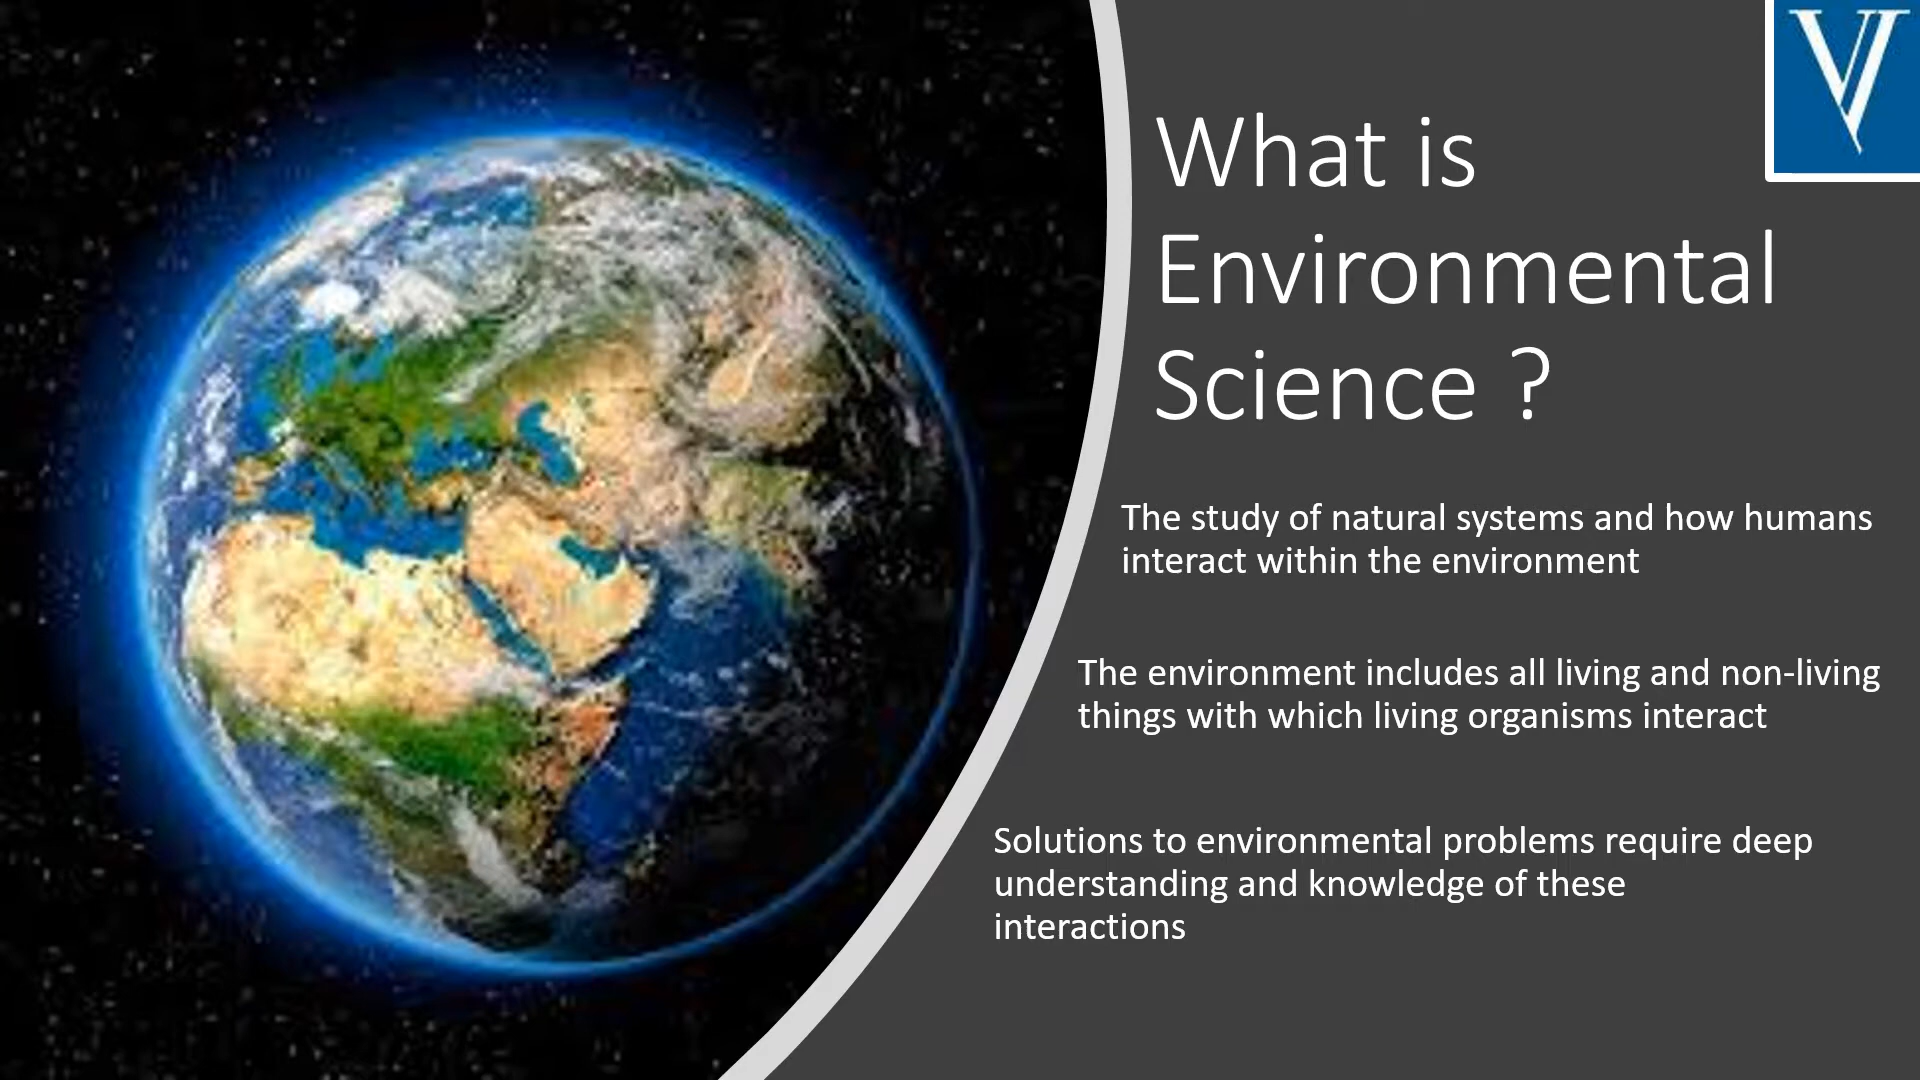 What is
Environmental
Science ?
The study of natural systems and how humans
interact within the environment
The environment includes all living and non-living
things with which living organisms interact
Solutions to environmental problems require deep
understanding and knowledge of these
interactions